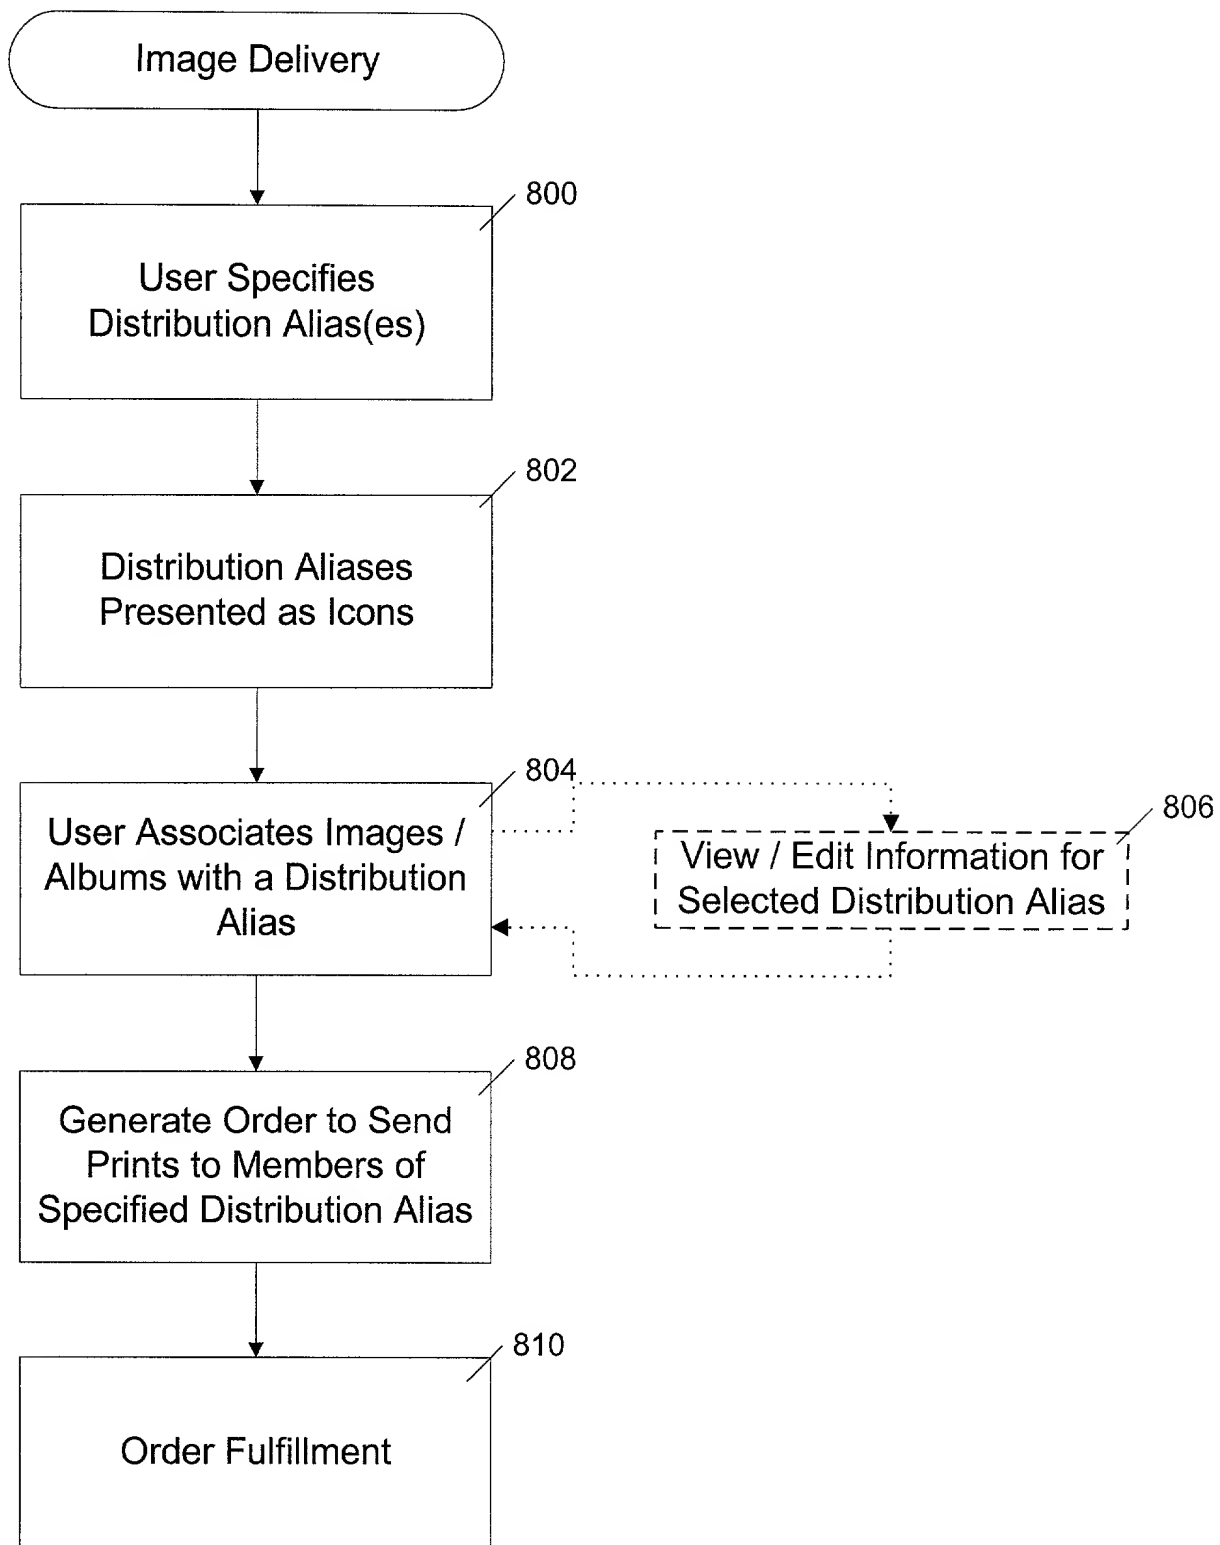 Image Delivery
800
User Specifies
Distribution Alias(es)
802
Distribution Aliases
Presented as Icons
804
User Associates Images /
Albums with a Distribution
Alias
806
View / Edit Information for
Selected Distribution Alias
808
Generate Order to Send
Prints to Members of
Specified Distribution Alias
810
Order Fulfillment